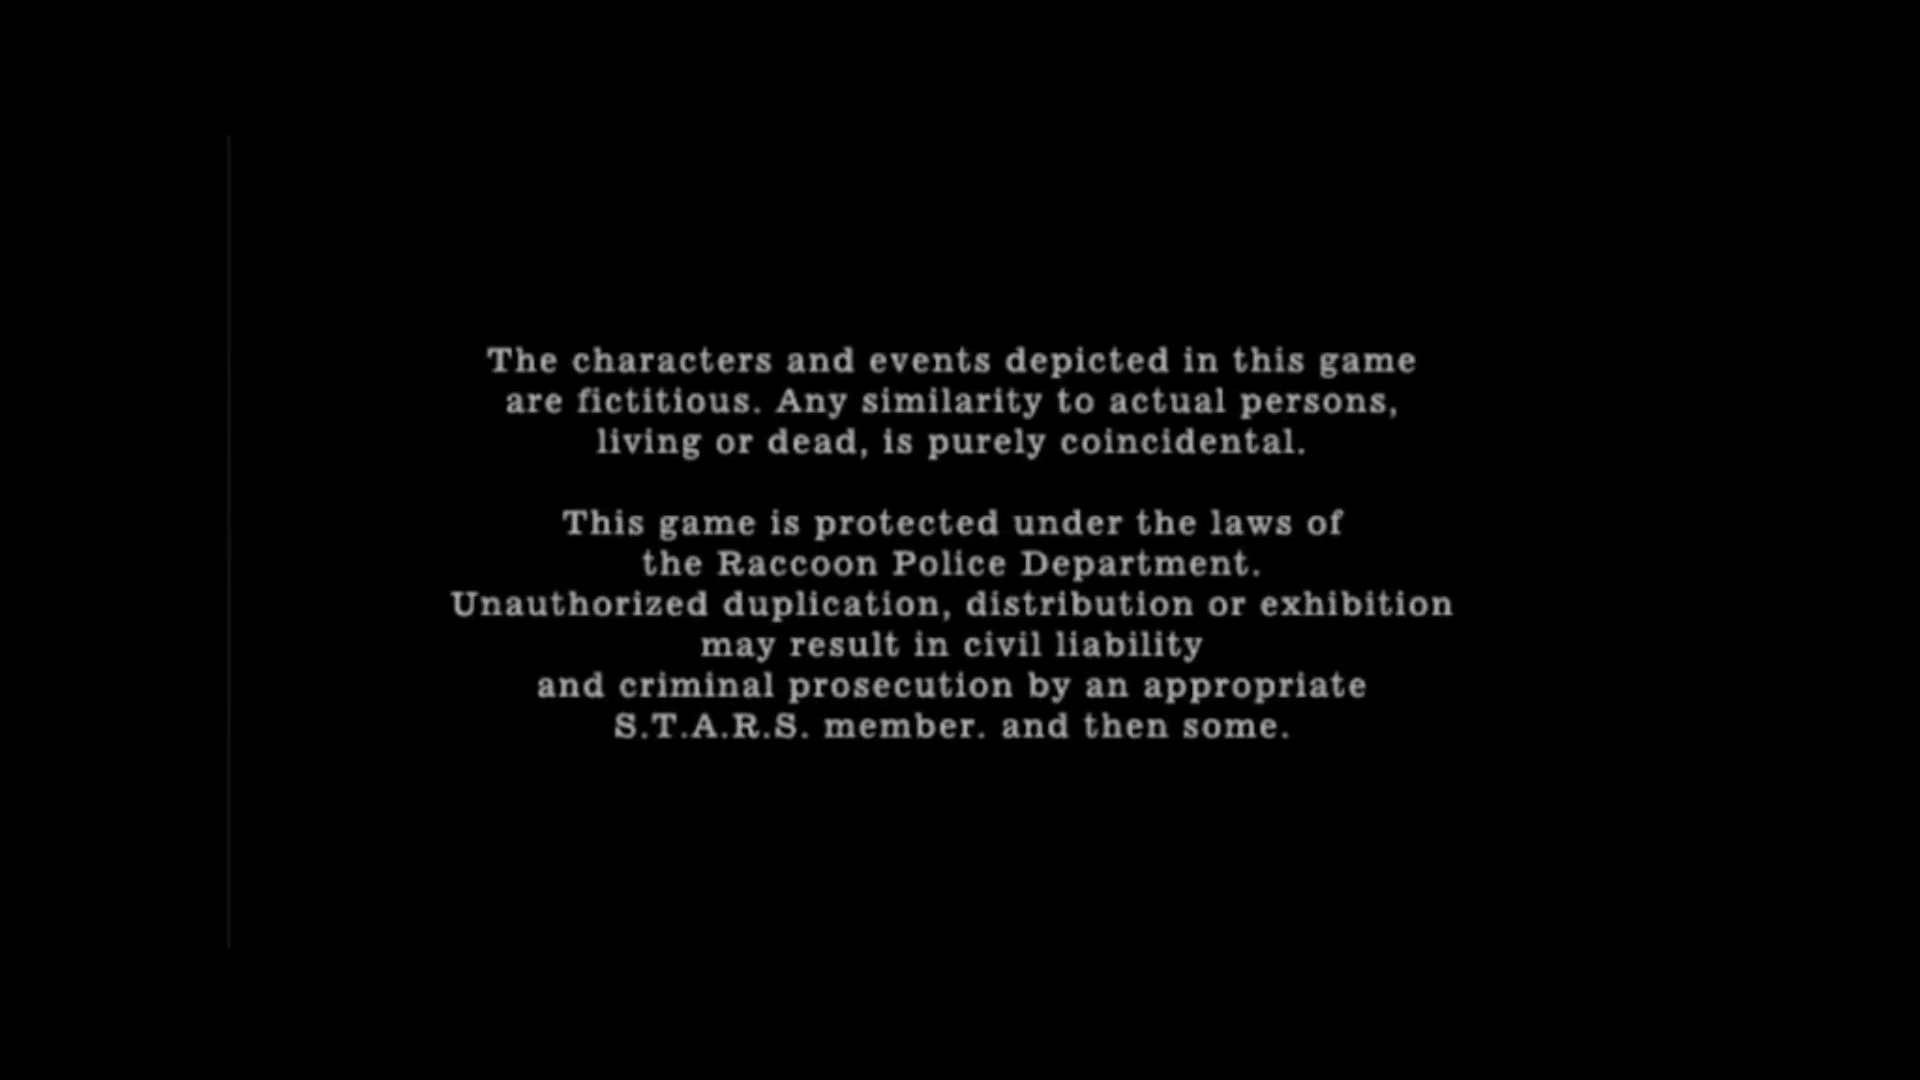 The characters and events depicted in this game
are fictitious. Any similarity to actual persons,
living or dead, is purely coincidental.
This game is protected under the laws of
the Raccoon Police Department.
Unauthorized duplication, distribution or exhibition
may result in civil liability
and criminal prosecution by an appropriate
S.T.A.R.S. member. and then some.